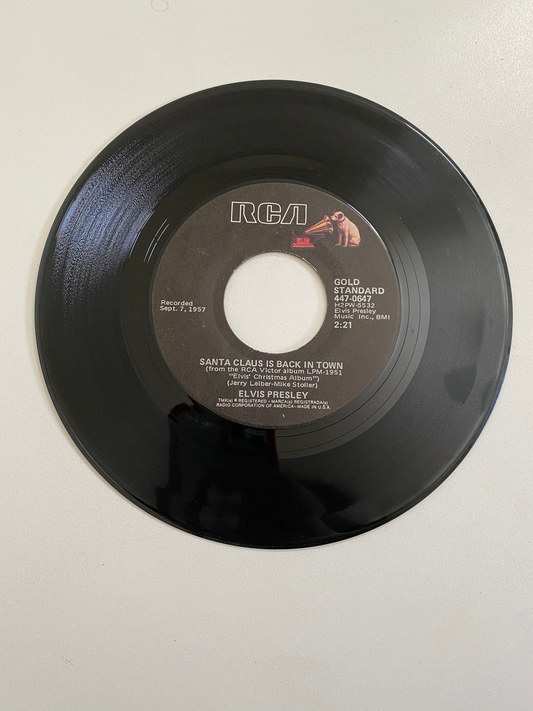 RCA
GOLD
STANDARD
447-0647
H2PW-5532
Elvis Presley
Music Inc., BMI
2:21
Recorded
Sept. 7, 1957
SANTA CLAUS IS BACK IN TOWN
(from the RCA Victor album LPM-1951
"Elvis' Christmas Album")
(Jerry Leiber-Mike Stoller)
ELVIS PRESLEY
TMK(s) ® REGISTERED • MARCA(s) REGISTRADA(s)
RADIO CORPORATION OF AMERICA-MADE IN U.S.A.